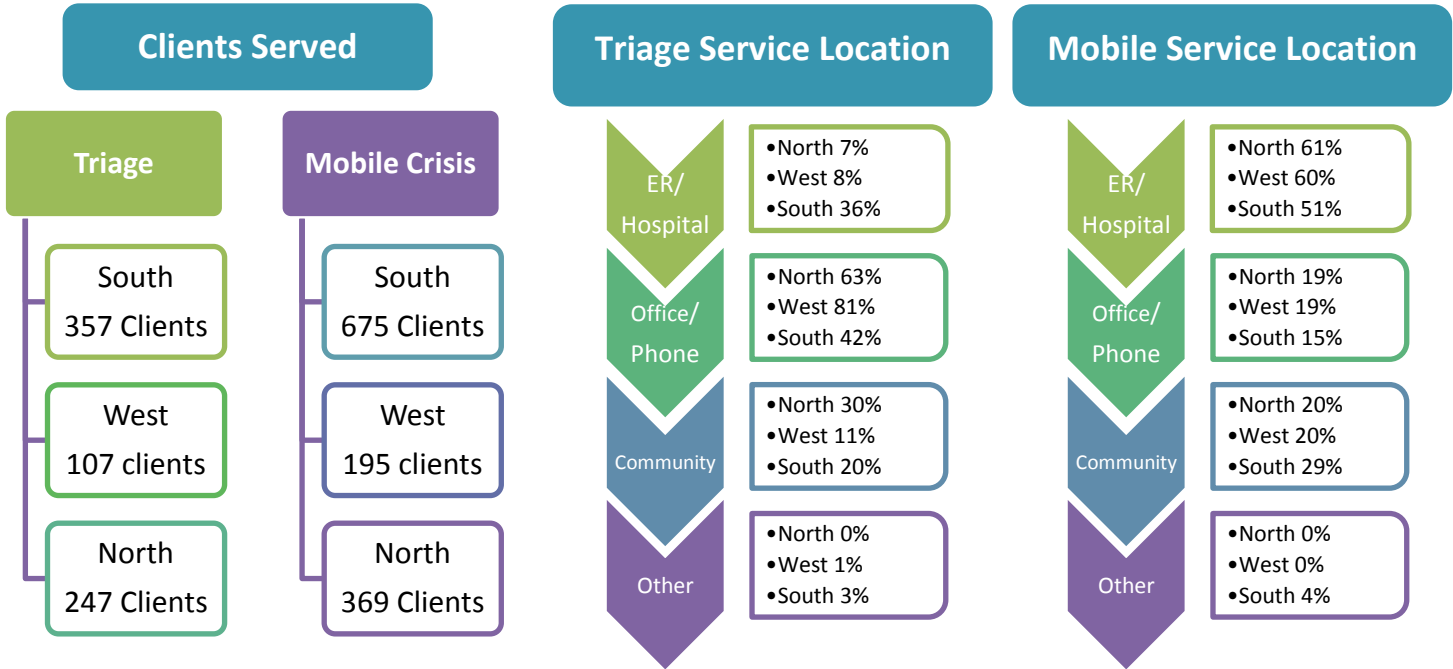 Clients Served
Triage
South
357 Clients
West
107 clients
North
247 Clients
Mobile Crisis
South
675 Clients
West
195 clients
North
369 Clients
Triage Service Location
ER/
Hospital
•North 7%
•West 8%
•South 36%
Office/
Phone
•North 63%
•West 81%
•South 42%
Community
•North 30%
•West 11%
•South 20%
Other
•North 0%
•West 1%
•South 3%
Mobile Service Location
ER/
Hospital
•North 61%
•West 60%
•South 51%
Office/
Phone
•North 19%
•West 19%
•South 15%
Community
•North 20%
•West 20%
•South 29%
Other
•North 0%
•West 0%
•South 4%